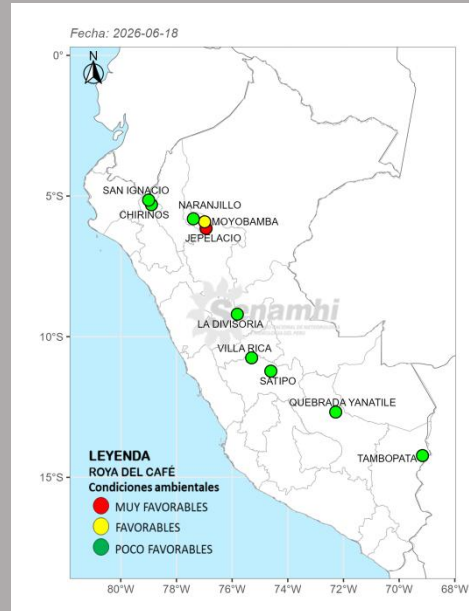 Fecha: 2026-06-18
N
0°
5°S
10°S
15°S
SAN IGNACIO
CHIRINOS
NARANJILLO
MOYOBAMBA
JEPELACIO
Senamhi
LA DIVISORIA
VILLA RICA
SATIPO
QUEBRADA YANATILE
TAMBOPATA
LEYENDA
ROYA DEL CAFÉ
Condiciones ambientales
MUY FAVORABLES
FAVORABLES
POCO FAVORABLES
80°W 78°W 76°W 74°W 72°W 70°W 68°W